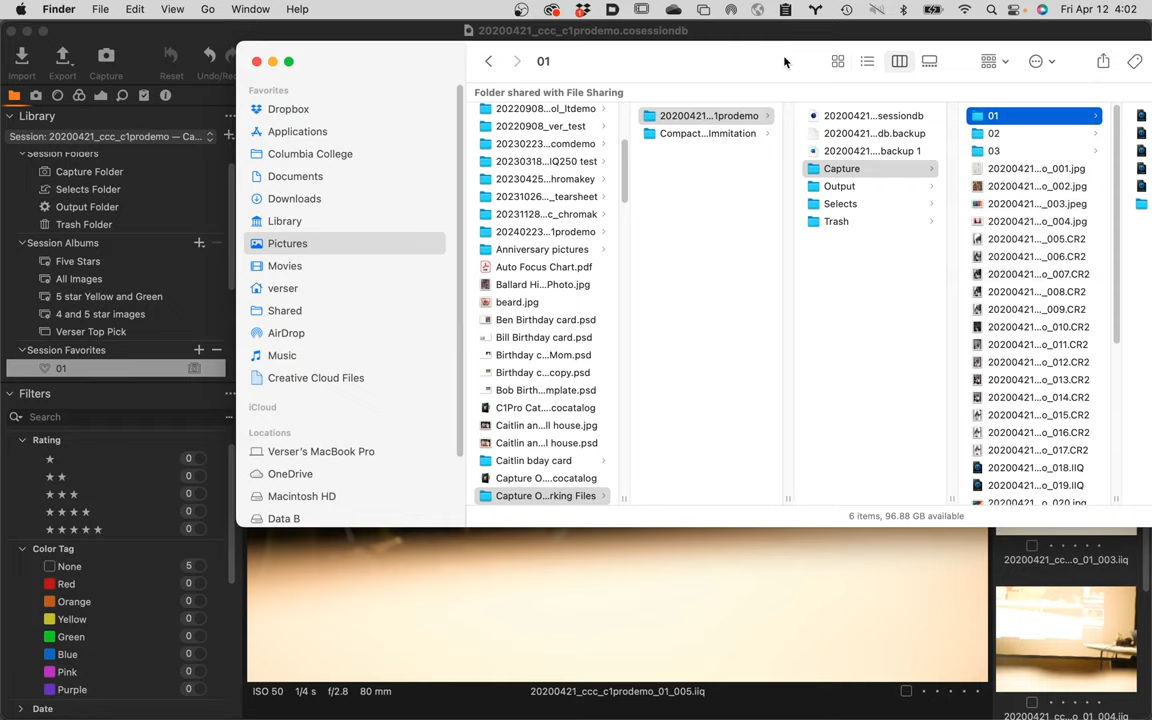 Finder File Edit View Go Window Help
Fri Apr 12 4:02
20200421_ccc_c1prodemo.cosessiondb
Import Export Capture Reset Undo/Re
Library
Session: 20200421_ccc_c1prodemo — Ca...
Session Folders
Capture Folder
Selects Folder
Output Folder
Trash Folder
Session Albums
Five Stars
All Images
5 star Yellow and Green
4 and 5 star images
Verser Top Pick
Session Favorites
01
Filters
Search
Rating
0
0
0
0
0
Color Tag
None 5
Red 0
Orange 0
Yellow 0
Green 0
Blue 0
Pink 0
Purple 0
Date
Favorites
Dropbox
Applications
Columbia College
Documents
Downloads
Library
Pictures
Movies
verser
Shared
AirDrop
Music
Creative Cloud Files
iCloud
Locations
Verser's MacBook Pro
OneDrive
Macintosh HD
Data B
01
Folder shared with File Sharing
20220908...ol_ltdemo
20220908_ver_test
20230223...comdemo
20230318...IQ250 test
20230425...hromakey
20231026..._tearsheet
20231128...c_chromak
20240223...1prodemo
Anniversary pictures
Auto Focus Chart.pdf
Ballard Hi...Photo.jpg
beard.jpg
Ben Birthday card.psd
Bill Birthday card.psd
Birthday c...Mom.psd
Birthday c...copy.psd
Bob Birth...mplate.psd
C1Pro Cat....cocatalog
Caitlin an...ll house.jpg
Caitlin an...ll house.psd
Caitlin bday card
Capture O....cocatalog
Capture O...rking Files
20200421...1prodemo
Compact...Immitation
20200421...sessiondb
20200421...db.backup
20200421....backup 1
Capture
Output
Selects
Trash
01
02
03
20200421...o_001.jpg
20200421...o_002.jpg
20200421..._003.jpeg
20200421...o_004.jpg
20200421..._005.CR2
20200421..._006.CR2
20200421...o_007.CR2
20200421..._008.CR2
20200421..._009.CR2
20200421...o_010.CR2
20200421...o_011.CR2
20200421...o_012.CR2
20200421...o_013.CR2
20200421...o_014.CR2
20200421...o_015.CR2
20200421...o_016.CR2
20200421...o_017.CR2
20200421...o_018.IIQ
20200421...o_019.IIQ
20200421...o_020.jpg
6 items, 96.88 GB available
20200421_cc...o_01_003.iiq
ISO 50 1/4 s f/2.8 80 mm
20200421_ccc_c1prodemo_01_005.iiq
20200421_cc...o_01_004.iiq